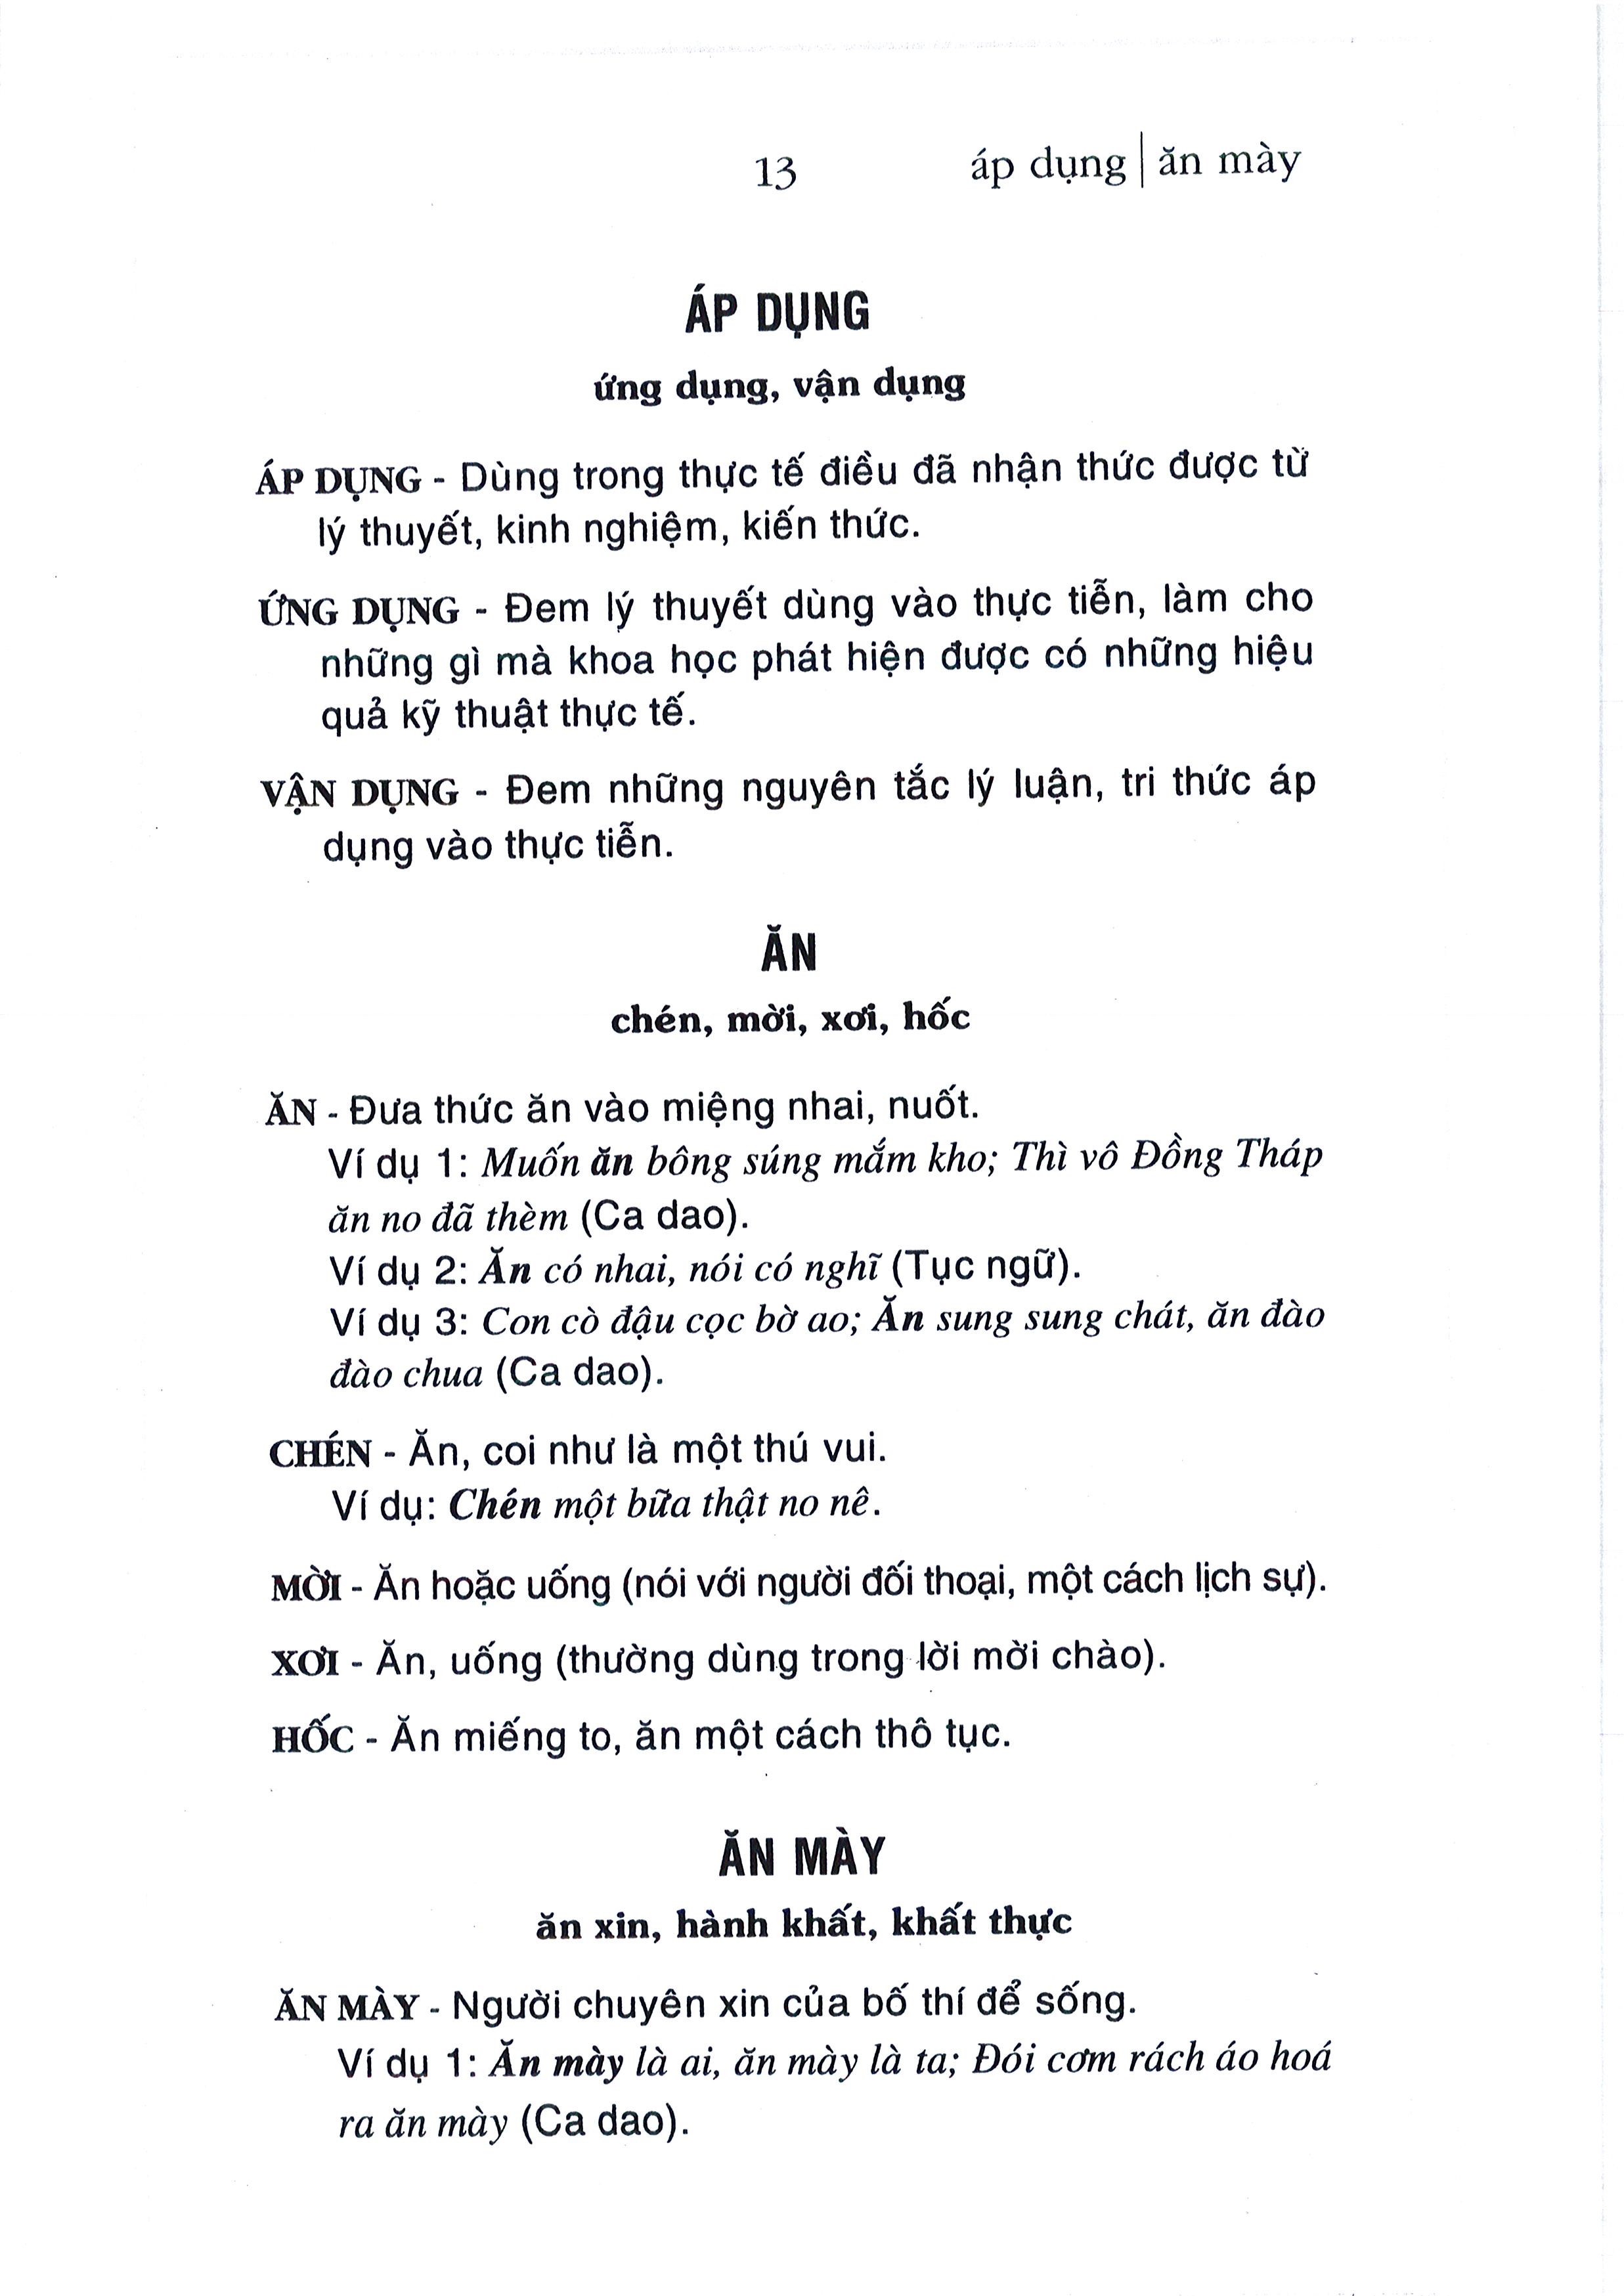 13 áp dụng | ăn mày
ÁP DỤNG
ứng dụng, vận dụng
ÁP DỤNG - Dùng trong thực tế điều đã nhận thức được từ
lý thuyết, kinh nghiệm, kiến thức.
ỨNG DỤNG - Đem lý thuyết dùng vào thực tiễn, làm cho
những gì mà khoa học phát hiện được có những hiệu
quả kỹ thuật thực tế.
VẬN DỤNG - Đem những nguyên tắc lý luận, tri thức áp
dụng vào thực tiễn.
ĂN
chén, mời, xơi, hốc
ĂN - Đưa thức ăn vào miệng nhai, nuốt.
Ví dụ 1: Muốn ăn bông súng mắm kho; Thì vô Đồng Tháp
ăn no đã thèm (Ca dao).
Ví dụ 2: Ăn có nhai, nói có nghĩ (Tục ngữ).
Ví dụ 3: Con cò đậu cọc bờ ao; Ăn sung sung chát, ăn đào
đào chua (Ca dao).
CHÉN - Ăn, coi như là một thú vui.
Ví dụ: Chén một bữa thật no nê.
MỜI - Ăn hoặc uống (nói với người đối thoại, một cách lịch sự).
XƠI - Ăn, uống (thường dùng trong lời mời chào).
HỐC - Ăn miếng to, ăn một cách thô tục.
ĂN MÀY
ăn xin, hành khất, khất thực
ĂN MÀY - Người chuyên xin của bố thí để sống.
Ví dụ 1: Ăn mày là ai, ăn mày là ta; Đói cơm rách áo hoá
ra ăn mày (Ca dao).